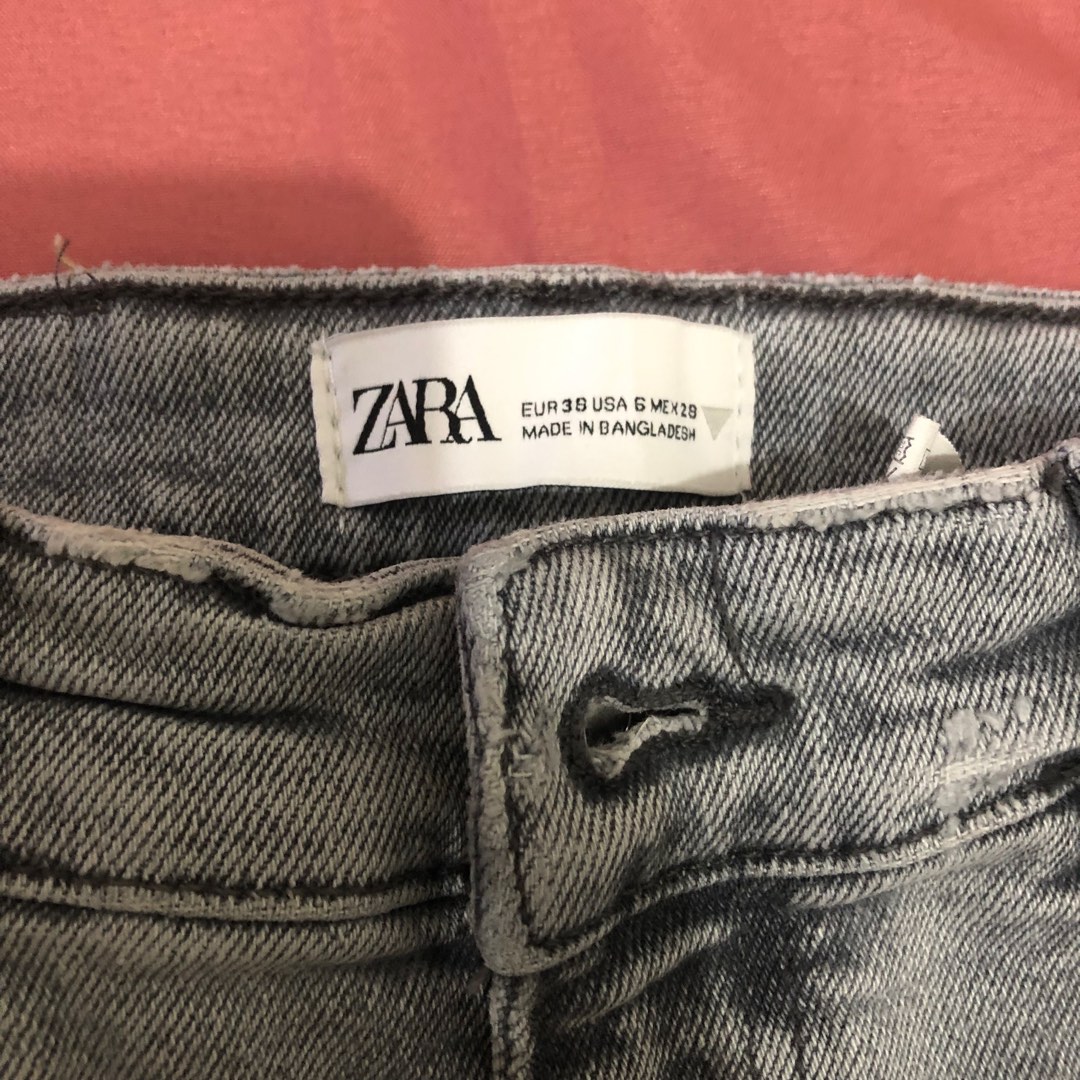 ZARA
EUR 38 USA 6 MEX 28
MADE IN BANGLADESH